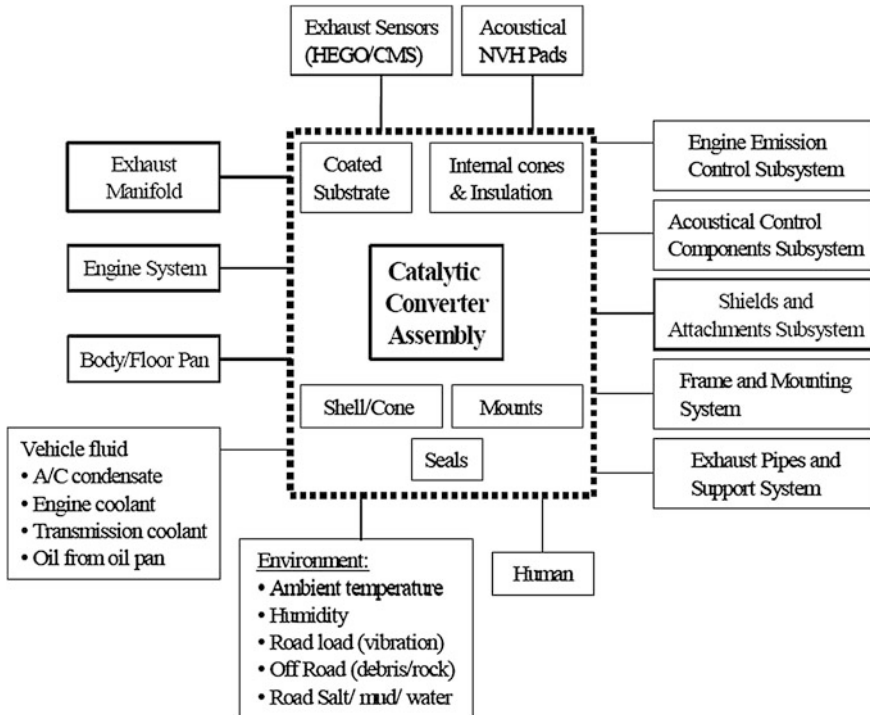 Exhaust Sensors
(HEGO/CMS)
Acoustical
NVH Pads
Exhaust
Manifold
Engine System
Body/Floor Pan
Vehicle fluid
• A/C condensate
• Engine coolant
• Transmission coolant
• Oil from oil pan
Coated
Substrate
Internal cones
& Insulation
Catalytic
Converter
Assembly
Shell/Cone
Mounts
Seals
Engine Emission
Control Subsystem
Acoustical Control
Components Subsystem
Shields and
Attachments Subsystem
Frame and Mounting
System
Exhaust Pipes and
Support System
Environment:
• Ambient temperature
• Humidity
• Road load (vibration)
• Off Road (debris/rock)
• Road Salt/ mud/ water
Human